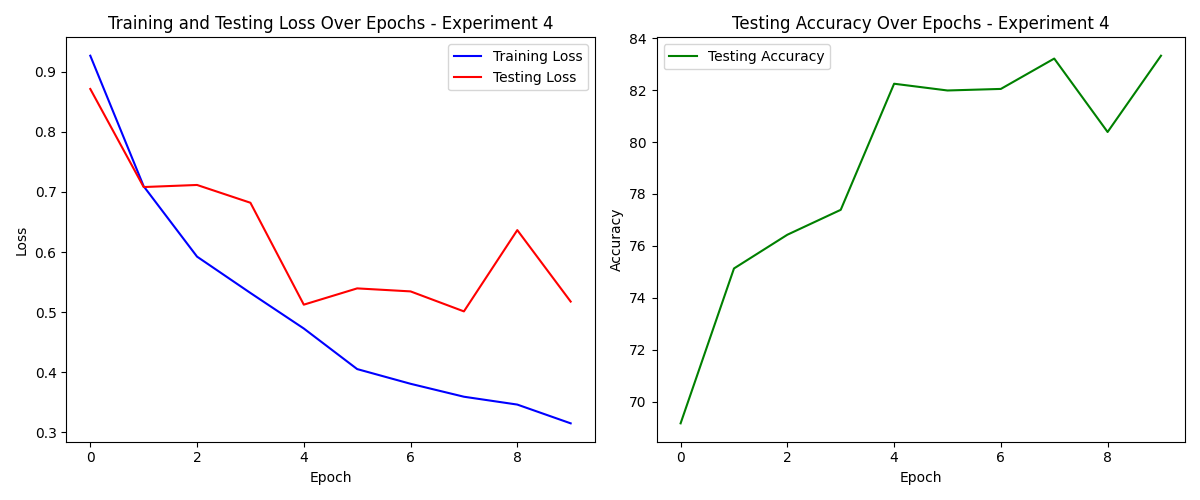 Training and Testing Loss Over Epochs - Experiment 4
Training Loss
Testing Loss
0.9
0.8
0.7
0.6
0.5
0.4
0.3
Loss
0 2 4 6 8
Epoch
Testing Accuracy Over Epochs - Experiment 4
Testing Accuracy
84
82
80
78
76
74
72
70
Accuracy
0 2 4 6 8
Epoch